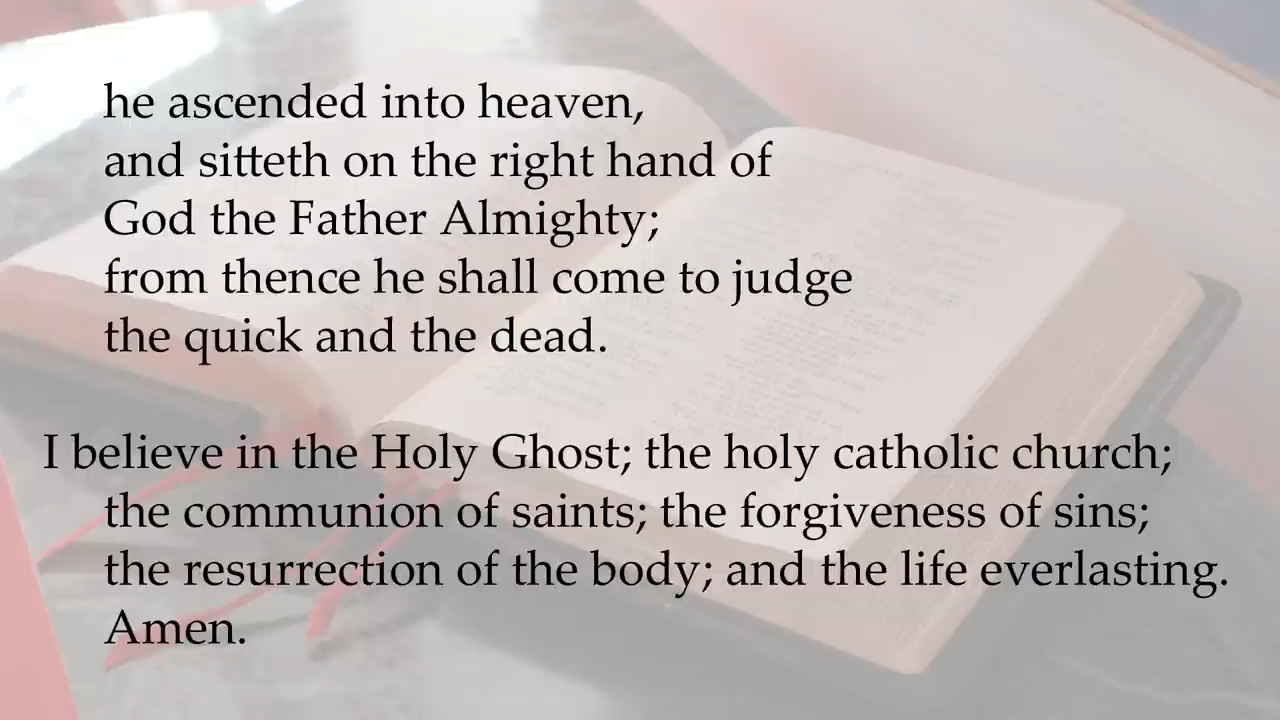 he ascended into heaven,
and sitteth on the right hand of
God the Father Almighty;
from thence he shall come to judge
the quick and the dead.
I believe in the Holy Ghost; the holy catholic church;
the communion of saints; the forgiveness of sins;
the resurrection of the body; and the life everlasting.
Amen.